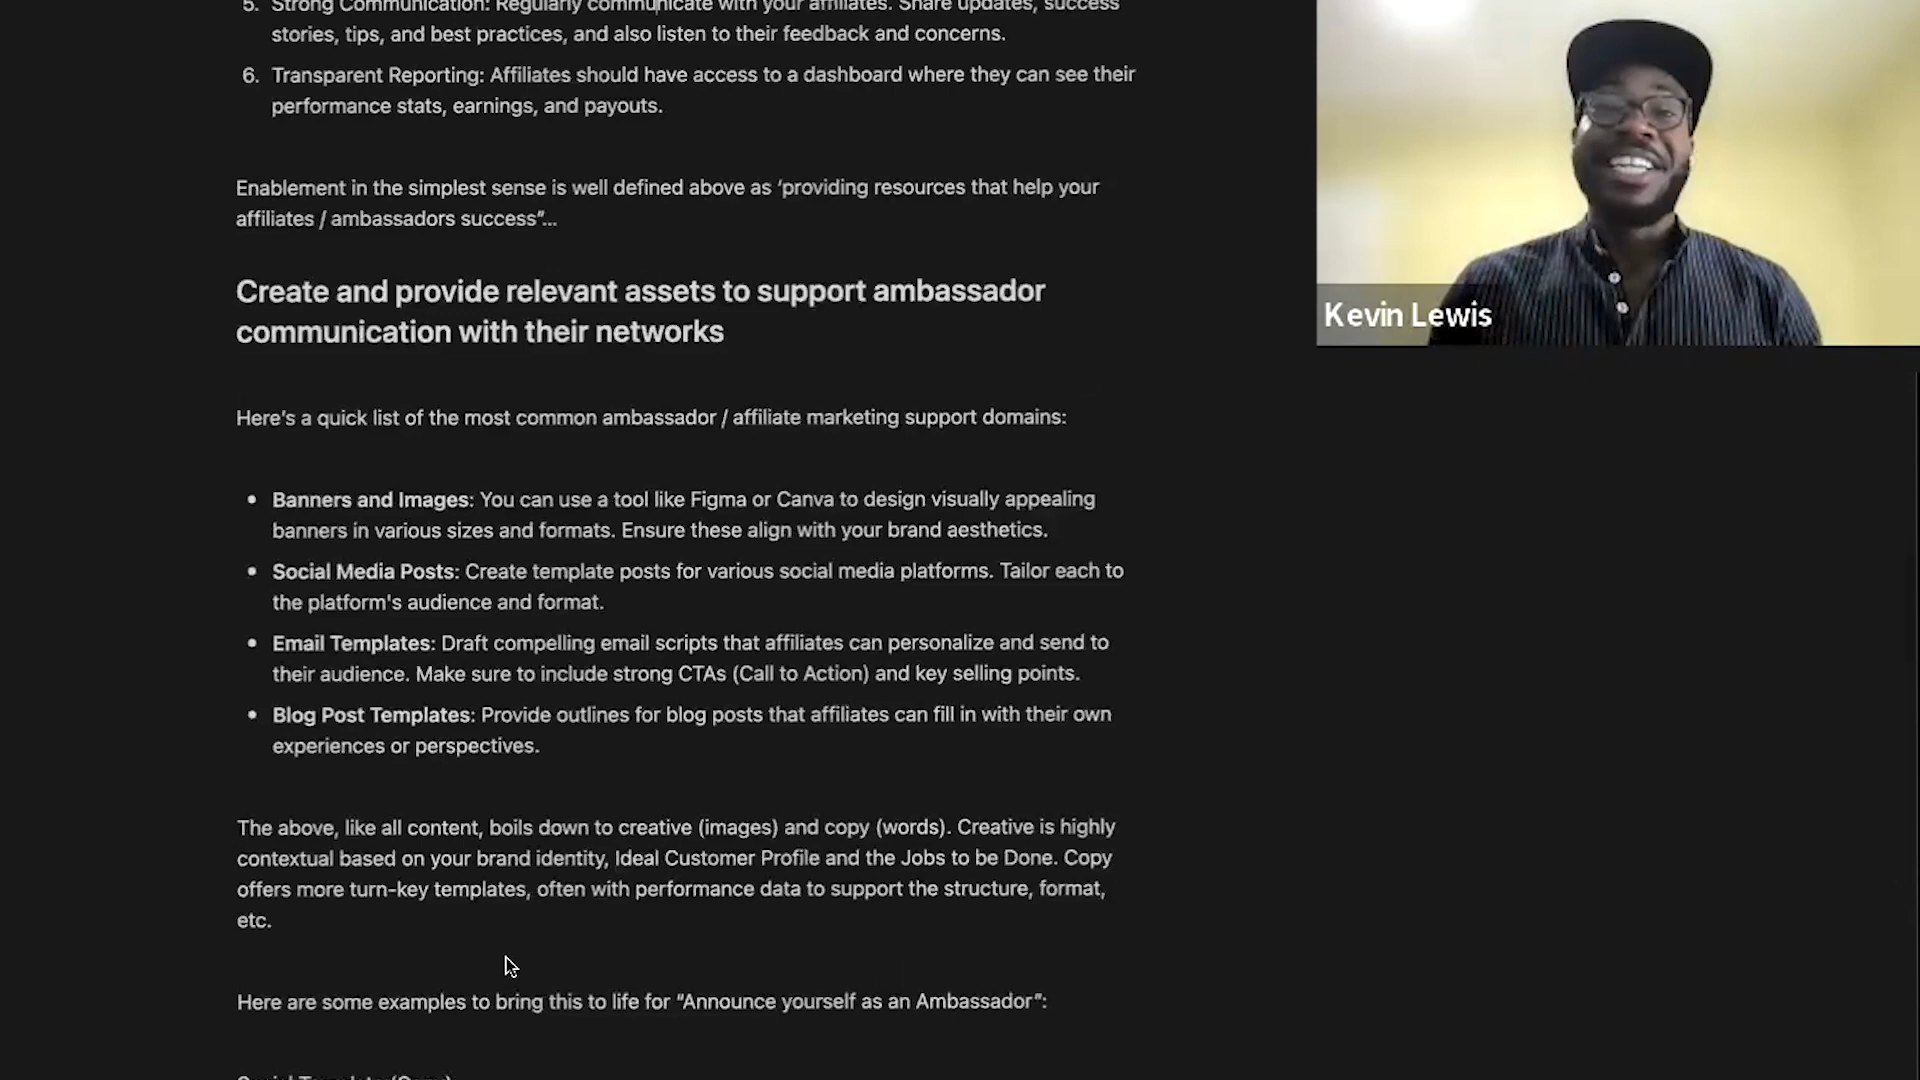 5. Strong Communication: Regularly communicate with your affiliates. Share updates, success
stories, tips, and best practices, and also listen to their feedback and concerns.
6. Transparent Reporting: Affiliates should have access to a dashboard where they can see their
performance stats, earnings, and payouts.
Enablement in the simplest sense is well defined above as ‘providing resources that help your
affiliates / ambassadors success”...
Create and provide relevant assets to support ambassador
communication with their networks
Here's a quick list of the most common ambassador / affiliate marketing support domains:
• Banners and Images: You can use a tool like Figma or Canva to design visually appealing
banners in various sizes and formats. Ensure these align with your brand aesthetics.
• Social Media Posts: Create template posts for various social media platforms. Tailor each to
the platform's audience and format.
• Email Templates: Draft compelling email scripts that affiliates can personalize and send to
their audience. Make sure to include strong CTAs (Call to Action) and key selling points.
• Blog Post Templates: Provide outlines for blog posts that affiliates can fill in with their own
experiences or perspectives.
The above, like all content, boils down to creative (images) and copy (words). Creative is highly
contextual based on your brand identity, Ideal Customer Profile and the Jobs to be Done. Copy
offers more turn-key templates, often with performance data to support the structure, format,
etc.
Here are some examples to bring this to life for “Announce yourself as an Ambassador”:
Kevin Lewis